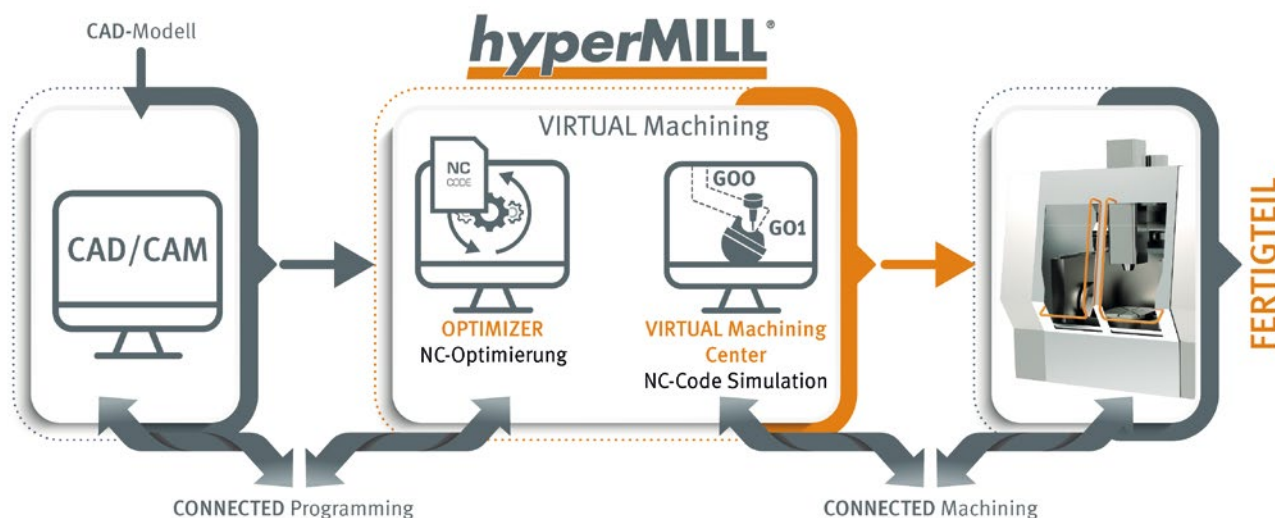 CAD-Modell
hyperMILL®
VIRTUAL Machining
NC
CODE
G00
G01
CAD/CAM
OPTIMIZER
NC-Optimierung
VIRTUAL Machining
Center
NC-Code Simulation
FERTIGTEIL
CONNECTED Programming
CONNECTED Machining